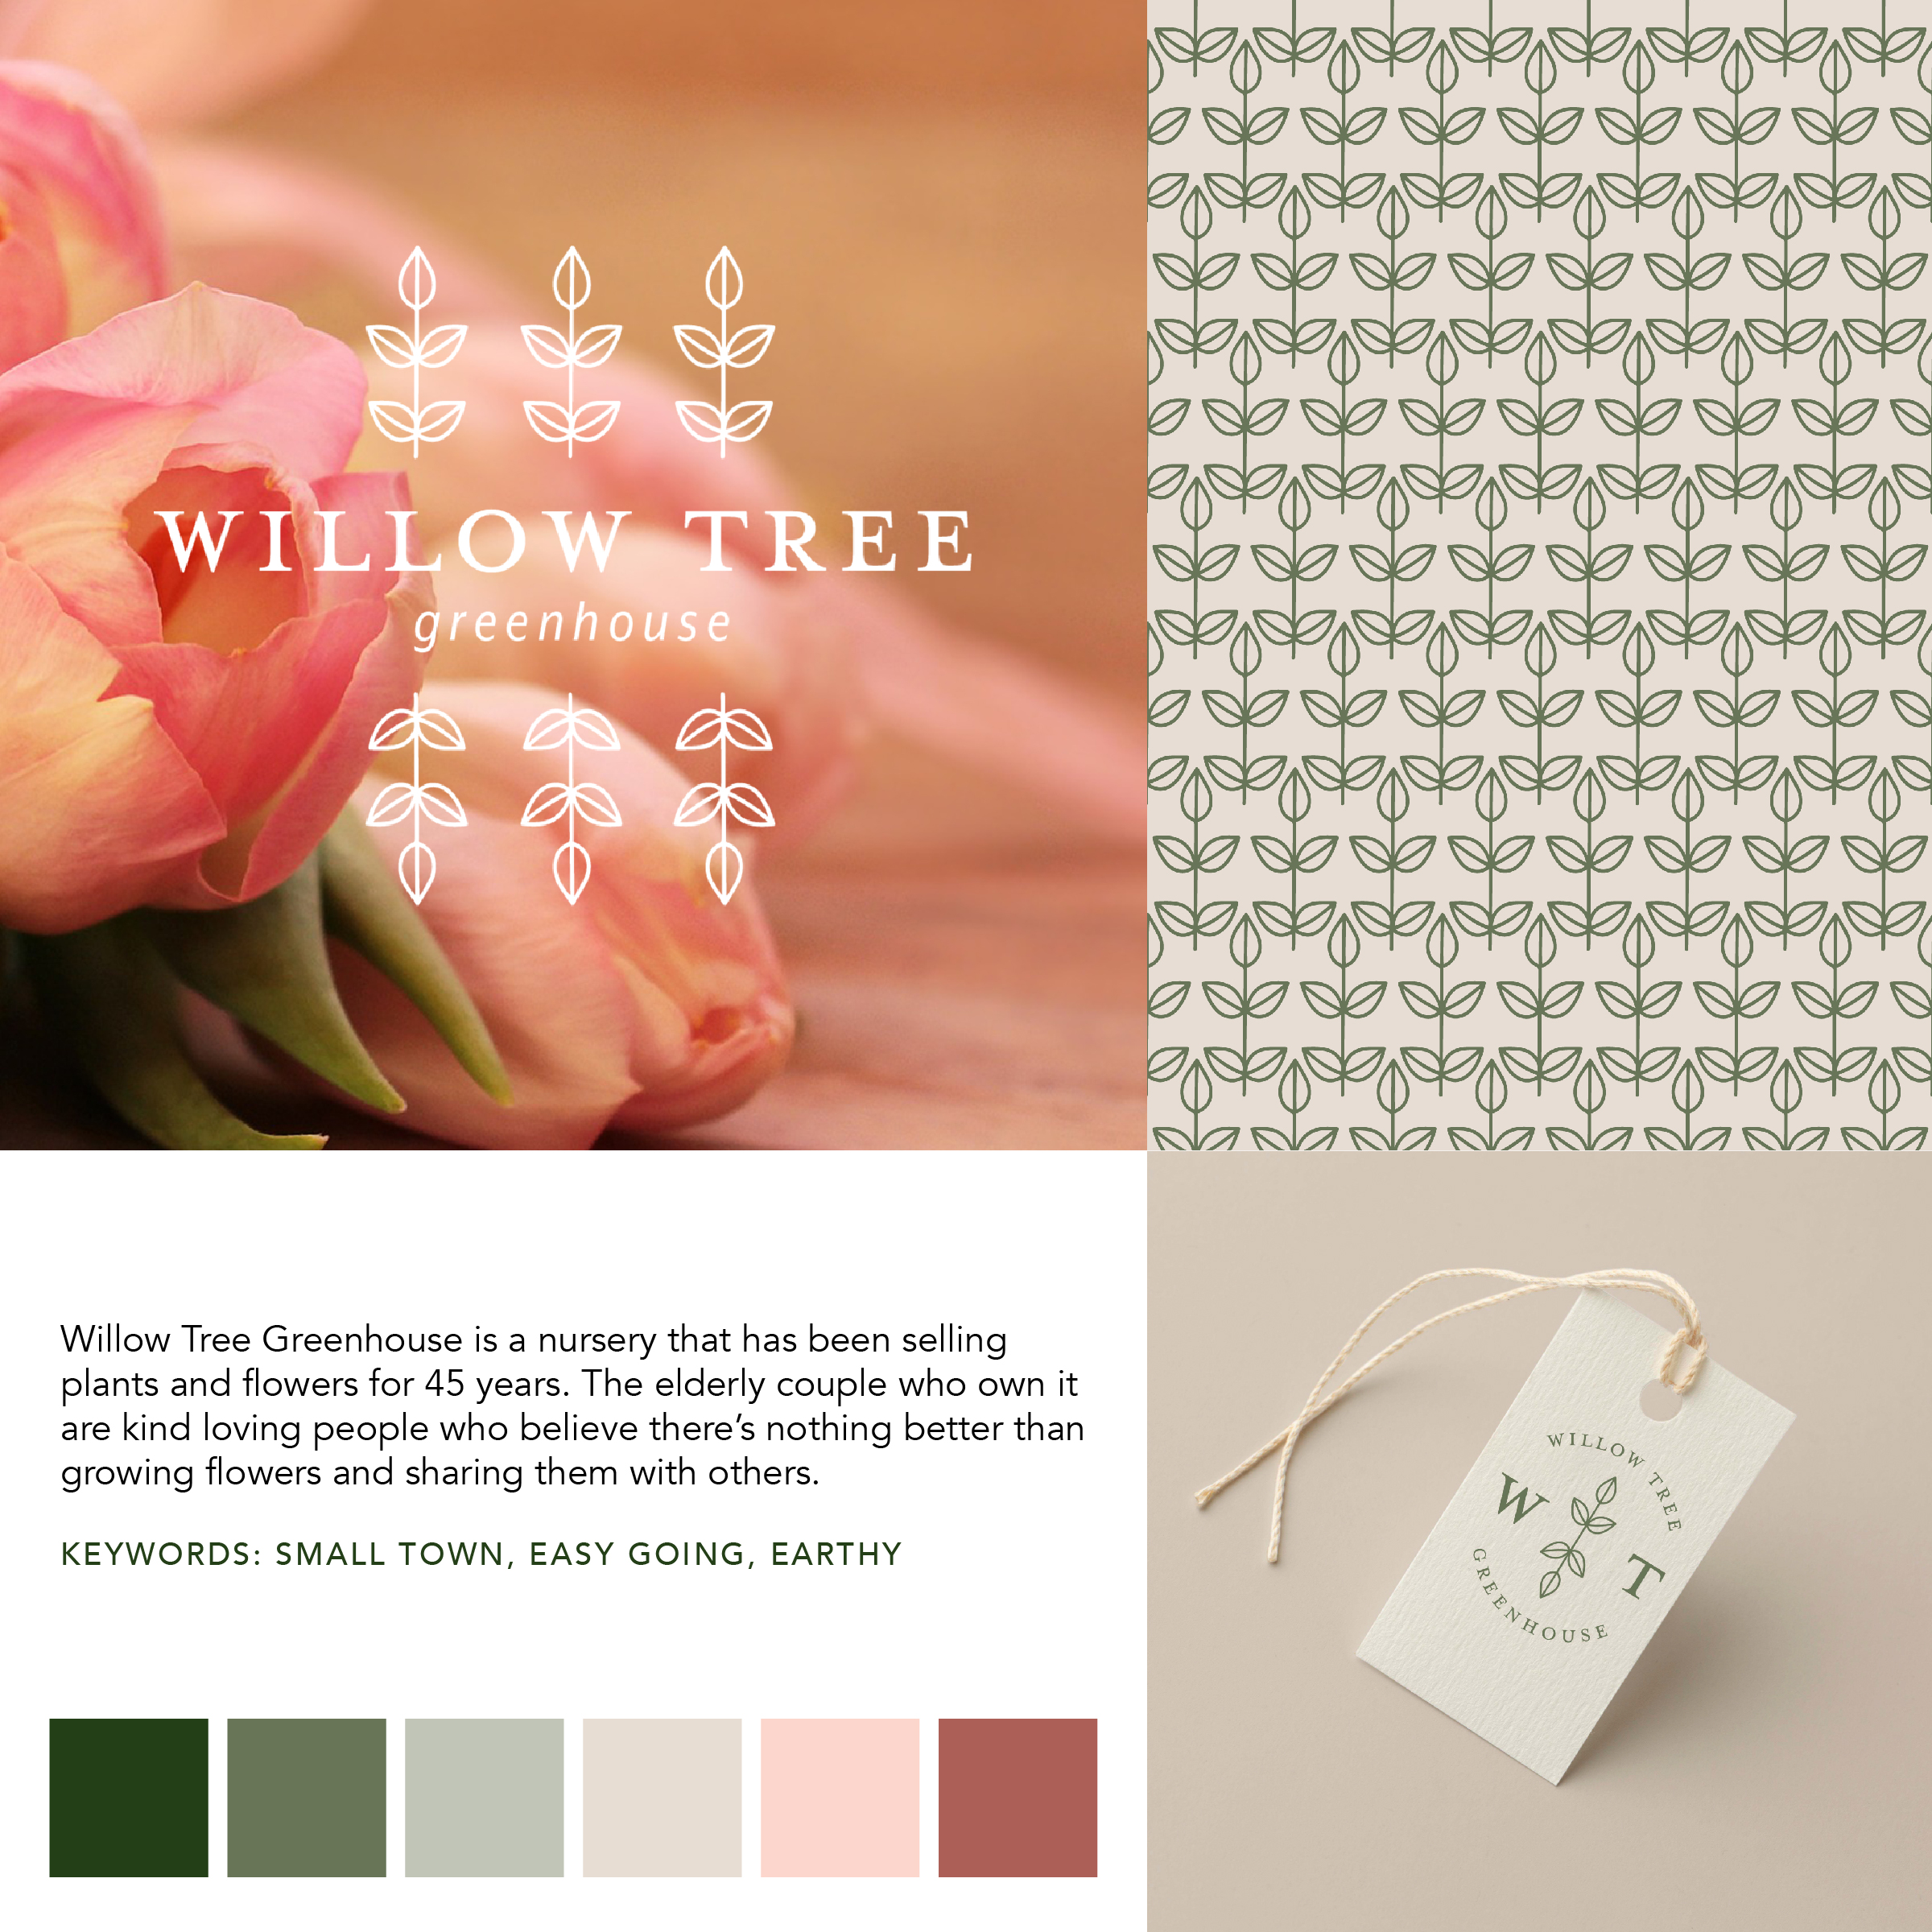 WILLOW TREE
greenhouse
Willow Tree Greenhouse is a nursery that has been selling
plants and flowers for 45 years. The elderly couple who own it
are kind loving people who believe there’s nothing better than
growing flowers and sharing them with others.
KEYWORDS: SMALL TOWN, EASY GOING, EARTHY
WILLOW TREE
W T
GREENHOUSE